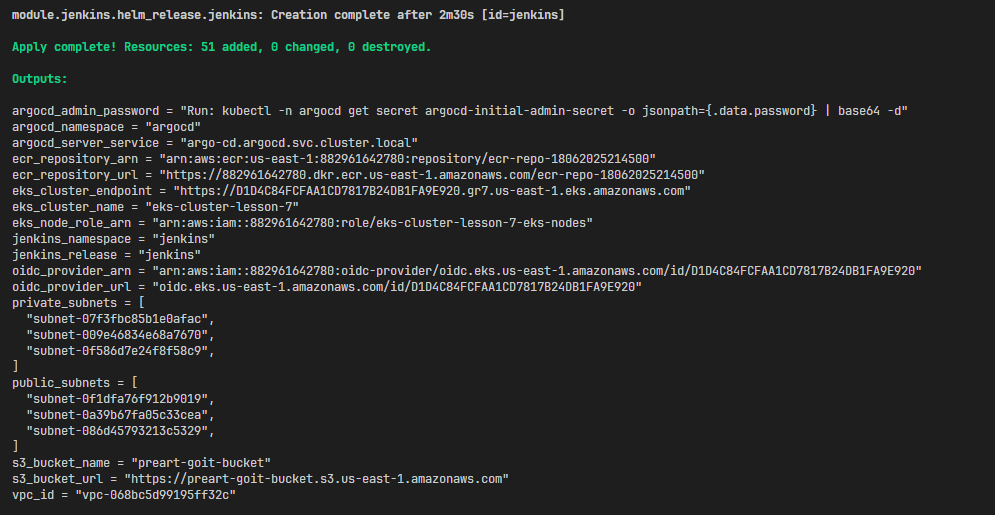 module.jenkins.helm_release.jenkins: Creation complete after 2m30s [id=jenkins]
Apply complete! Resources: 51 added, 0 changed, 0 destroyed.
Outputs:
argocd_admin_password = "Run: kubectl -n argocd get secret argocd-initial-admin-secret -o jsonpath={.data.password} | base64 -d"
argocd_namespace = "argocd"
argocd_server_service = "argo-cd.argocd.svc.cluster.local"
ecr_repository_arn = "arn:aws:ecr:us-east-1:882961642780:repository/ecr-repo-18062025214500"
ecr_repository_url = "https://882961642780.dkr.ecr.us-east-1.amazonaws.com/ecr-repo-18062025214500"
eks_cluster_endpoint = "https://D1D4C84FCFAA1CD7817B24DB1FA9E920.gr7.us-east-1.eks.amazonaws.com"
eks_cluster_name = "eks-cluster-lesson-7"
eks_node_role_arn = "arn:aws:iam::882961642780:role/eks-cluster-lesson-7-eks-nodes"
jenkins_namespace = "jenkins"
jenkins_release = "jenkins"
oidc_provider_arn = "arn:aws:iam::882961642780:oidc-provider/oidc.eks.us-east-1.amazonaws.com/id/D1D4C84FCFAA1CD7817B24DB1FA9E920"
oidc_provider_url = "oidc.eks.us-east-1.amazonaws.com/id/D1D4C84FCFAA1CD7817B24DB1FA9E920"
private_subnets = [
  "subnet-07f3fbc85b1e0afac",
  "subnet-009e46834e68a7670",
  "subnet-0f586d7e24f8f58c9",
]
public_subnets = [
  "subnet-0f1dfa76f912b9019",
  "subnet-0a39b67fa05c33cea",
  "subnet-086d45793213c5329",
]
s3_bucket_name = "preart-goit-bucket"
s3_bucket_url = "https://preart-goit-bucket.s3.us-east-1.amazonaws.com"
vpc_id = "vpc-068bc5d99195ff32c"